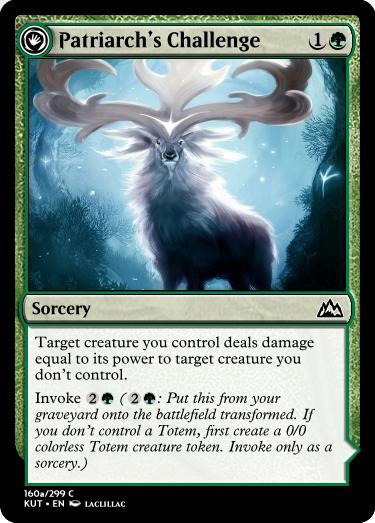 Patriarch's Challenge 1
Sorcery
Target creature you control deals damage
equal to its power to target creature you
don't control.
Invoke 2 ( 2 : Put this from your
graveyard onto the battlefield transformed. If
you don't control a Totem, first create a 0/0
colorless Totem creature token. Invoke only as a
sorcery.)
160a/299 C
KUT • EN LACLILLAC